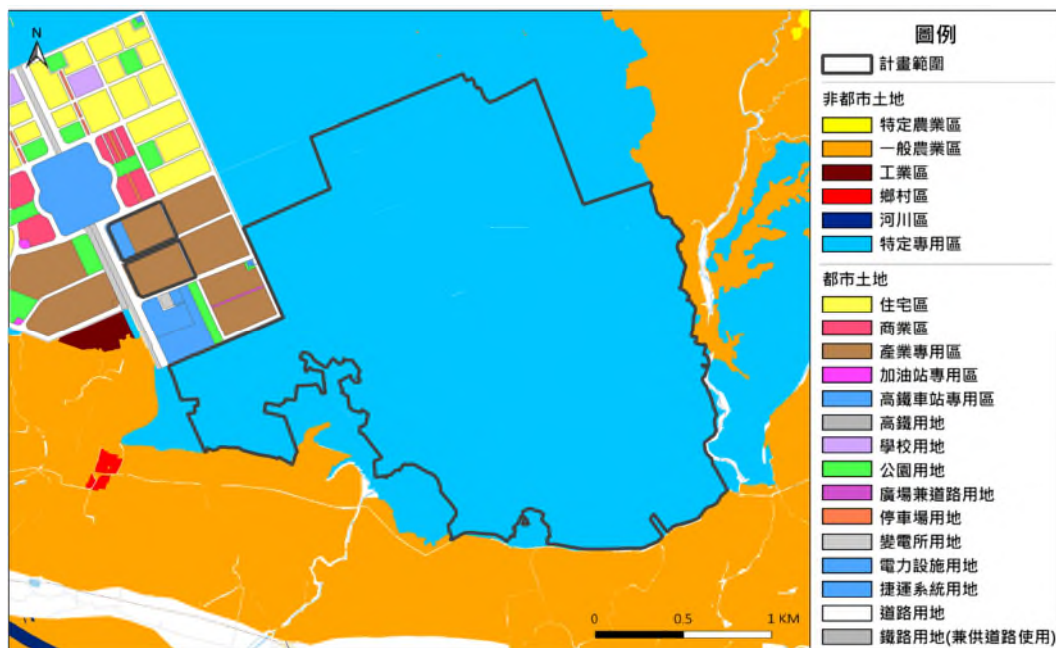 N
圖例
計畫範圍
非都市土地
特定農業區
一般農業區
工業區
鄉村區
河川區
特定專用區
都市土地
住宅區
商業區
產業專用區
加油站專用區
高鐵車站專用區
高鐵用地
學校用地
公園用地
廣場兼道路用地
停車場用地
變電所用地
電力設施用地
捷運系統用地
道路用地
鐵路用地(兼供道路使用)
0 0.5 1 KM